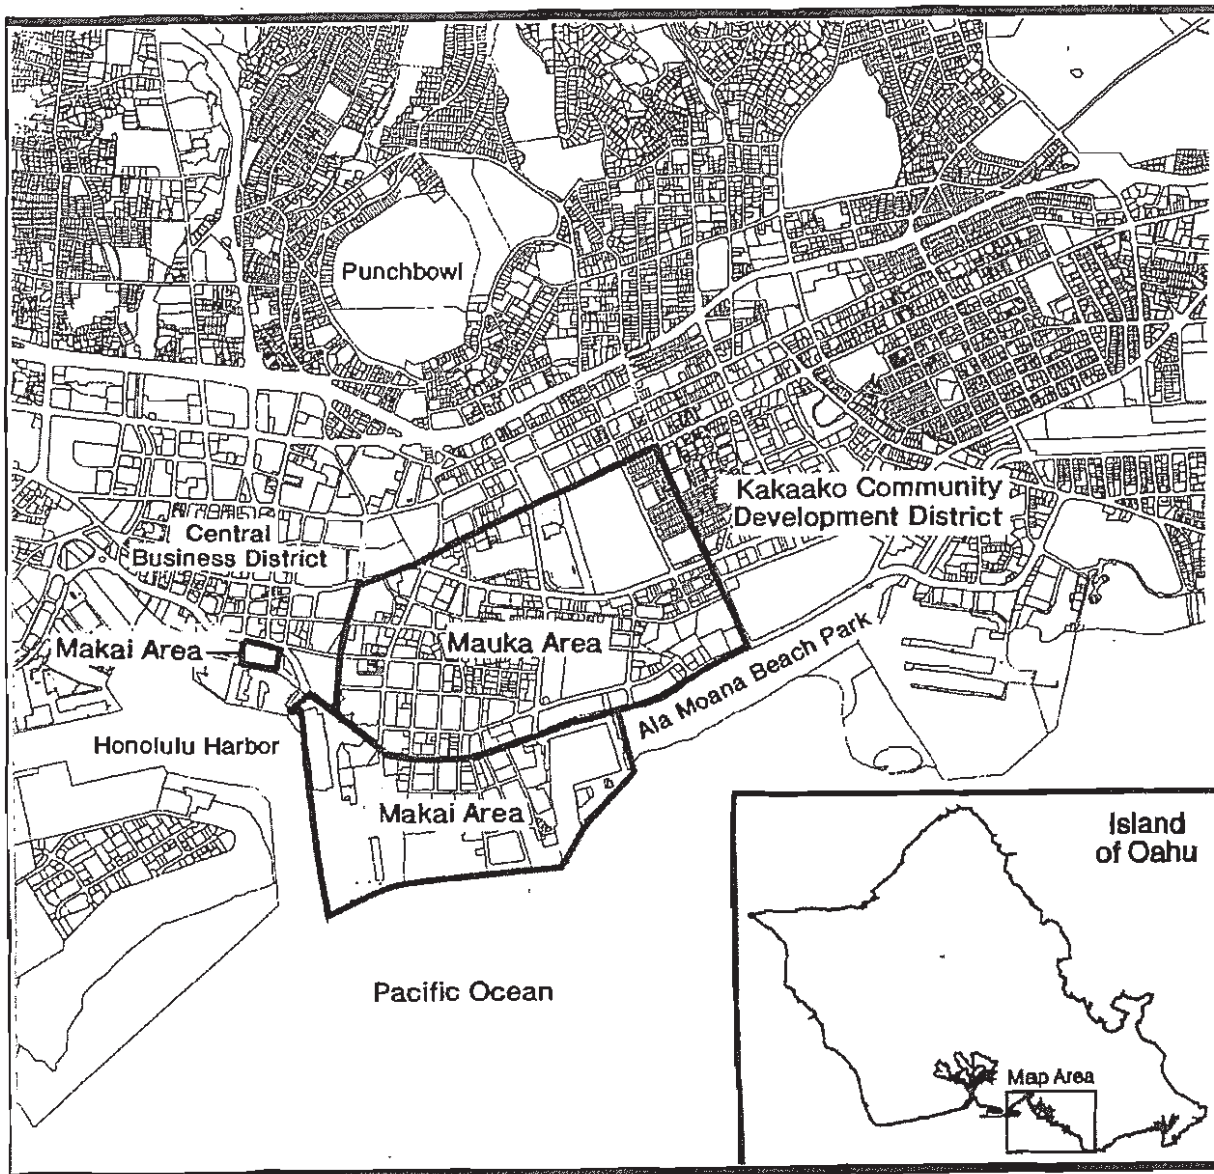 Punchbowl
Kakaako Community
Development District
Central
Business District
Makai Area
Mauka Area
Ala Moana Beach Park
Honolulu Harbor
Makai Area
Pacific Ocean
Island
of Oahu
Map Area